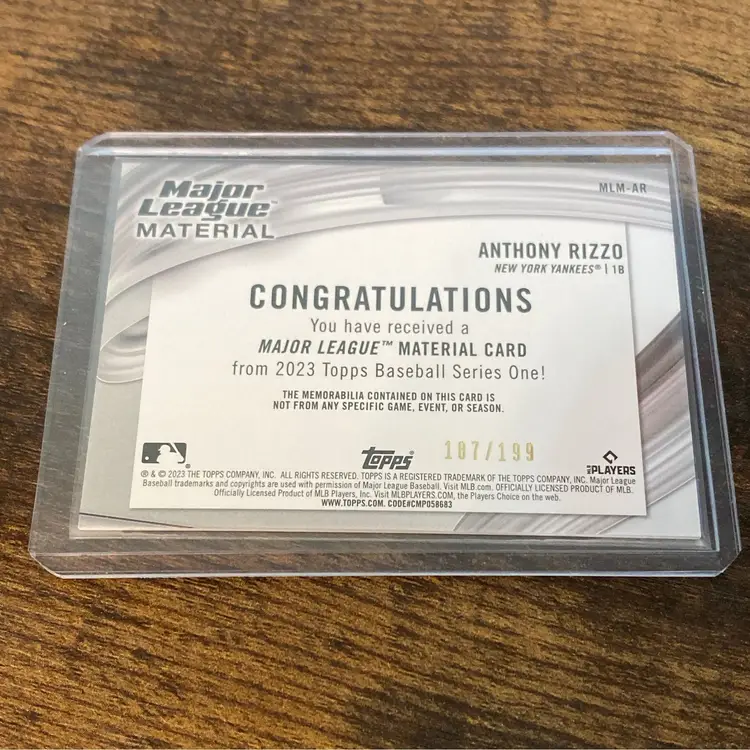 Major
League™
MATERIAL
MLM-AR
ANTHONY RIZZO
NEW YORK YANKEES® | 1B
CONGRATULATIONS
You have received a
MAJOR LEAGUE™ MATERIAL CARD
from 2023 Topps Baseball Series One!
THE MEMORABILIA CONTAINED ON THIS CARD IS
NOT FROM ANY SPECIFIC GAME, EVENT, OR SEASON.
topps
187/199
MLB PLAYERS
® & © 2023 THE TOPPS COMPANY, INC. ALL RIGHTS RESERVED. TOPPS IS A REGISTERED TRADEMARK OF THE TOPPS COMPANY, INC. Major League
Baseball trademarks and copyrights are used with permission of Major League Baseball. Visit MLB.com. OFFICIALLY LICENSED PRODUCT OF MLB.
Officially Licensed Product of MLB Players, Inc. Visit MLBPLAYERS.COM, the Players Choice on the web.
WWW.TOPPS.COM. CODE#CMP058683